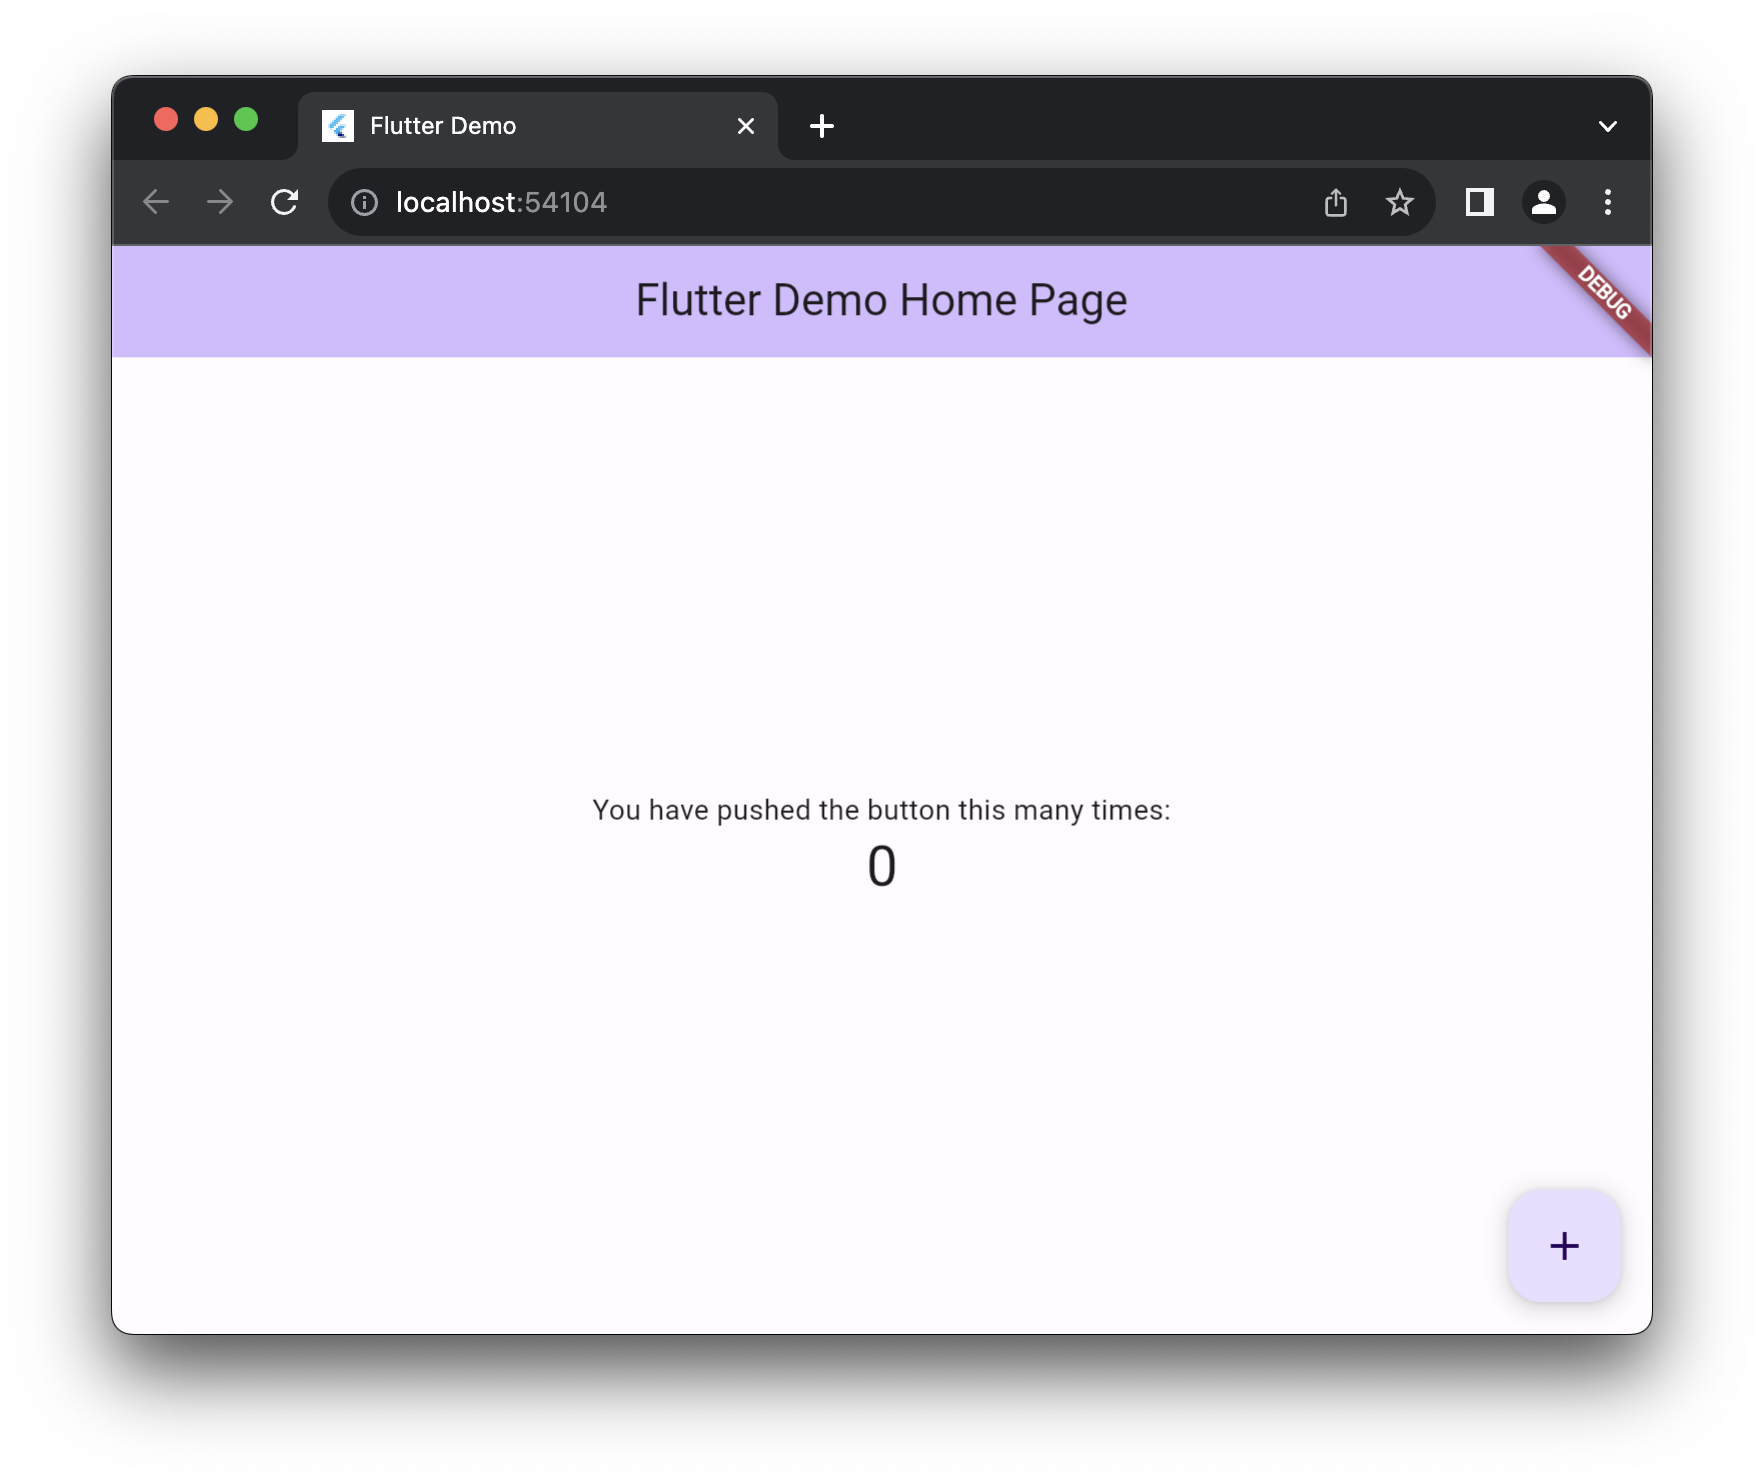 Flutter Demo
localhost:54104
Flutter Demo Home Page
DEBUG
You have pushed the button this many times:
0